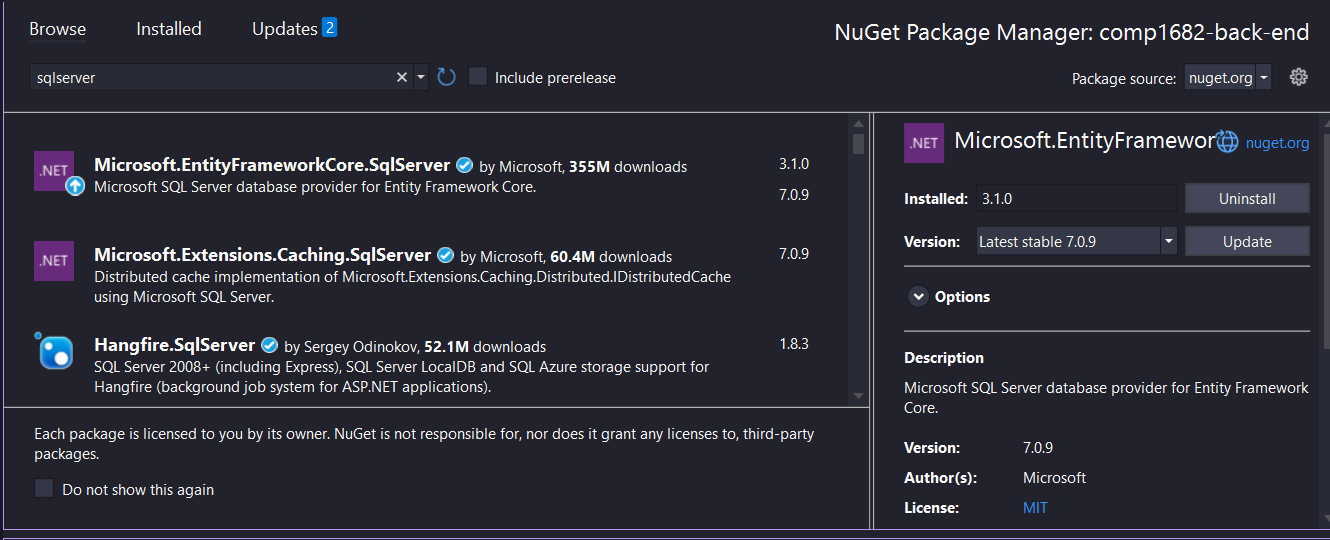 Browse Installed Updates 2
NuGet Package Manager: comp1682-back-end
sqlserver
Include prerelease
Package source: nuget.org
.NET
Microsoft.EntityFrameworkCore.SqlServer by Microsoft, 355M downloads 3.1.0
Microsoft SQL Server database provider for Entity Framework Core. 7.0.9
.NET
Microsoft.Extensions.Caching.SqlServer by Microsoft, 60.4M downloads 7.0.9
Distributed cache implementation of Microsoft.Extensions.Caching.Distributed.IDistributedCache
using Microsoft SQL Server.
Hangfire.SqlServer by Sergey Odinokov, 52.1M downloads 1.8.3
SQL Server 2008+ (including Express), SQL Server LocalDB and SQL Azure storage support for
Hangfire (background job system for ASP.NET applications).
Each package is licensed to you by its owner. NuGet is not responsible for, nor does it grant any licenses to, third-party
packages.
Do not show this again
.NET
Microsoft.EntityFramewor nuget.org
Installed: 3.1.0 Uninstall
Version: Latest stable 7.0.9 Update
Options
Description
Microsoft SQL Server database provider for Entity Framework
Core.
Version: 7.0.9
Author(s): Microsoft
License: MIT